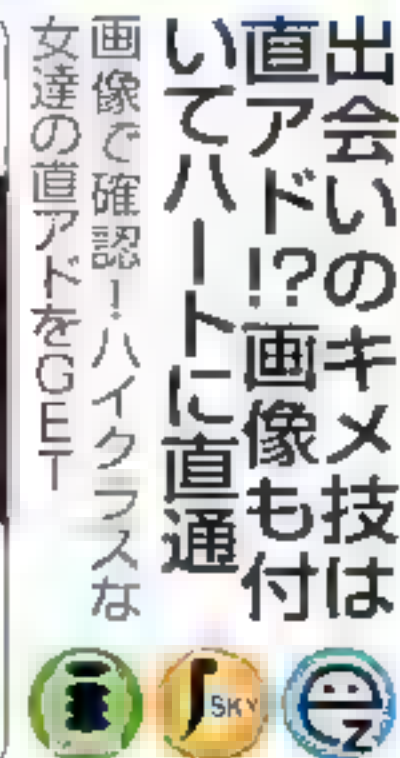 出会いのキメ技は
直アド!?画像も付
いてハートに直通
画像で確認!ハイクラスな
女達の直アドをGET
i
J SKY
ez